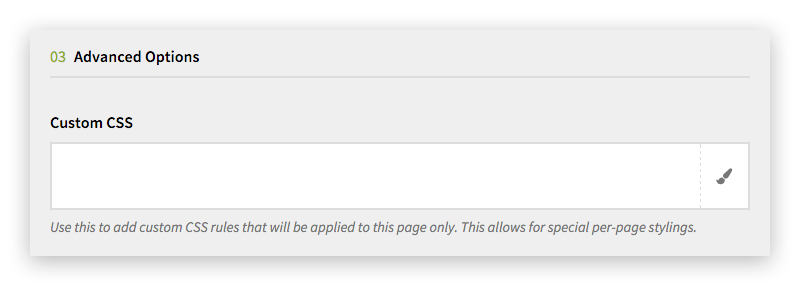 03 Advanced Options
Custom CSS
Use this to add custom CSS rules that will be applied to this page only. This allows for special per-page stylings.